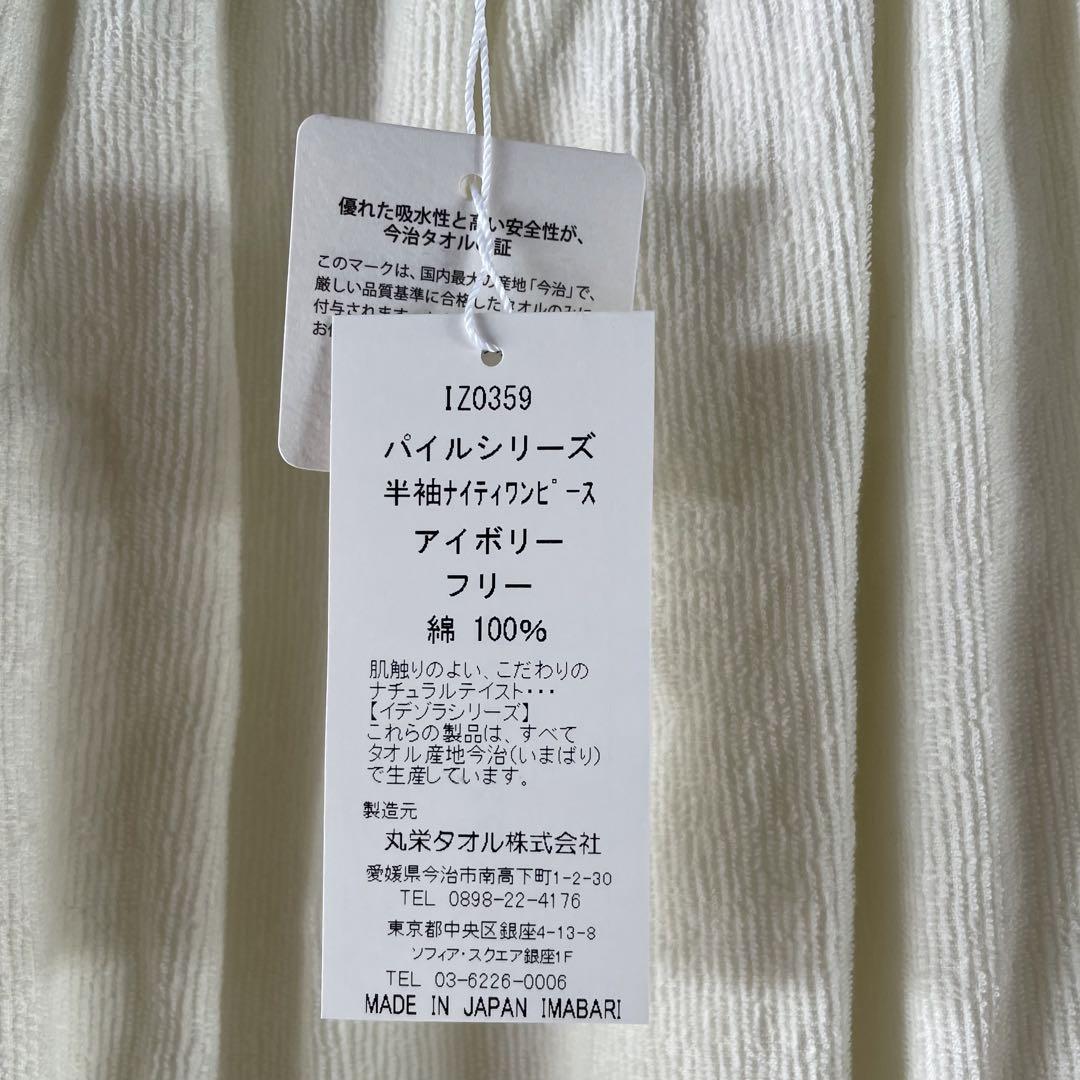 優れた吸水性と高い安全性が、
今治タオルの証
このマークは、国内最大の産地「今治」で、
厳しい品質基準に合格したタオルのみに
付与されます
IZ0359
パイルシリーズ
半袖ﾅｲﾃｨﾜﾝﾋﾟｰｽ
アイボリー
フリー
綿 100%
肌触りのよい、こだわりの
ナチュラルテイスト・・・
【イデゾラシリーズ】
これらの製品は、すべて
タオル産地今治(いまばり)
で生産しています。
製造元
丸栄タオル株式会社
愛媛県今治市南高下町1-2-30
TEL 0898-22-4176
東京都中央区銀座4-13-8
ソフィア・スクエア銀座1F
TEL 03-6226-0006
MADE IN JAPAN IMABARI